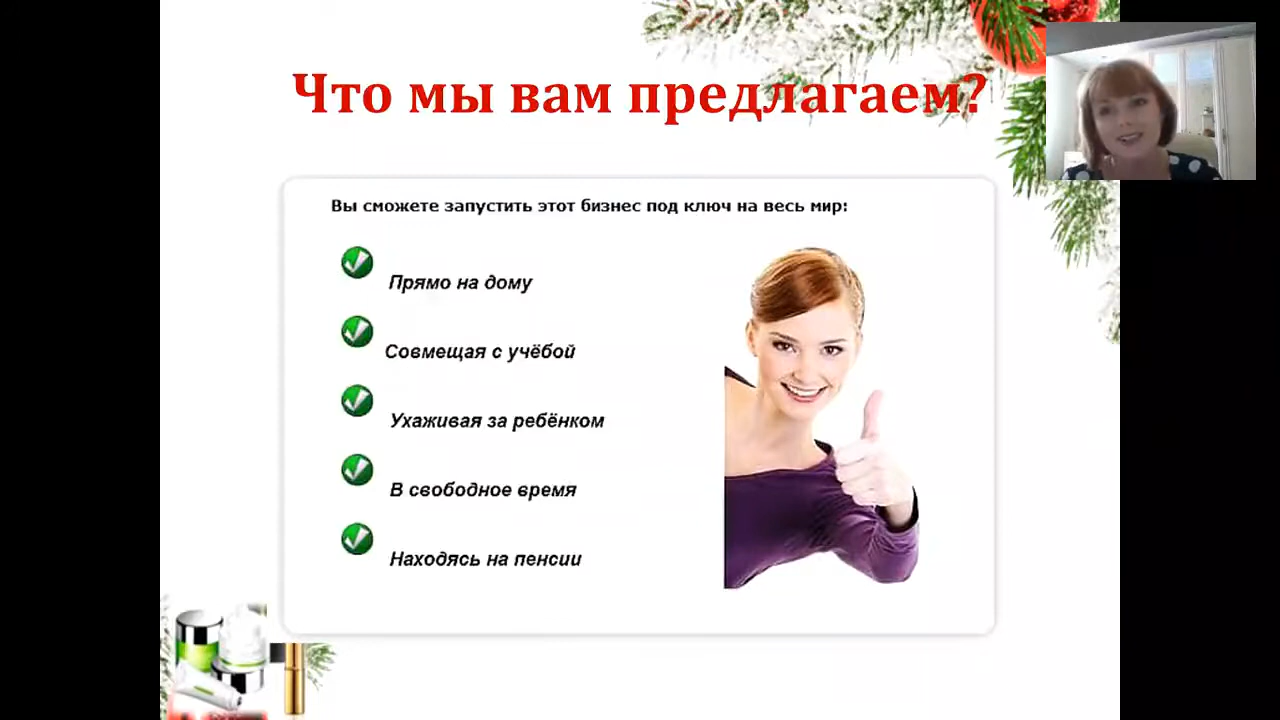 Что мы вам предлагаем?
Вы сможете запустить этот бизнес под ключ на весь мир:
Прямо на дому
Совмещая с учёбой
Ухаживая за ребёнком
В свободное время
Находясь на пенсии